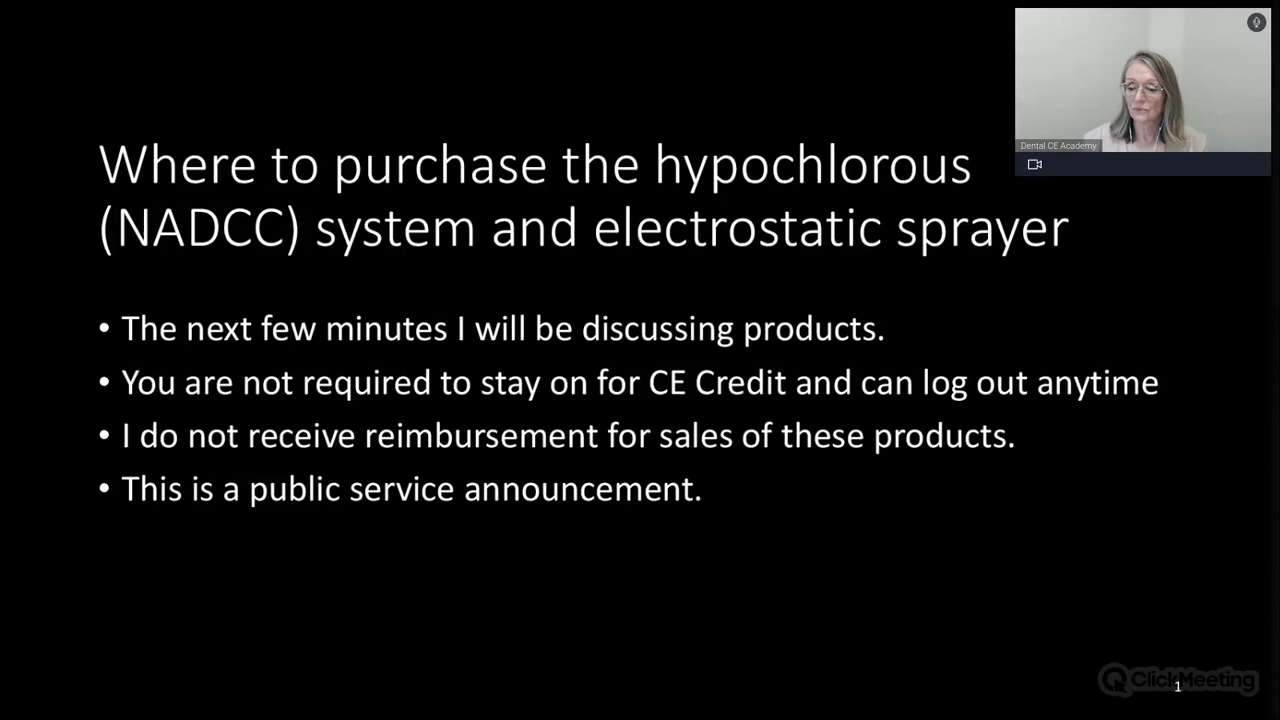 Dental CE Academy
Where to purchase the hypochlorous
(NADCC) system and electrostatic sprayer
• The next few minutes I will be discussing products.
• You are not required to stay on for CE Credit and can log out anytime
• I do not receive reimbursement for sales of these products.
• This is a public service announcement.
ClickMeeting
1